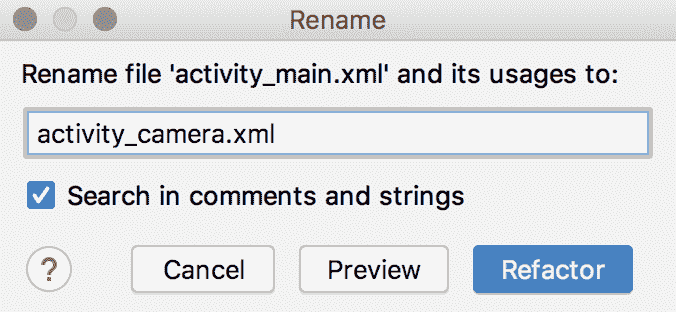 Rename
Rename file 'activity_main.xml' and its usages to:
activity_camera.xml
Search in comments and strings
? Cancel Preview Refactor